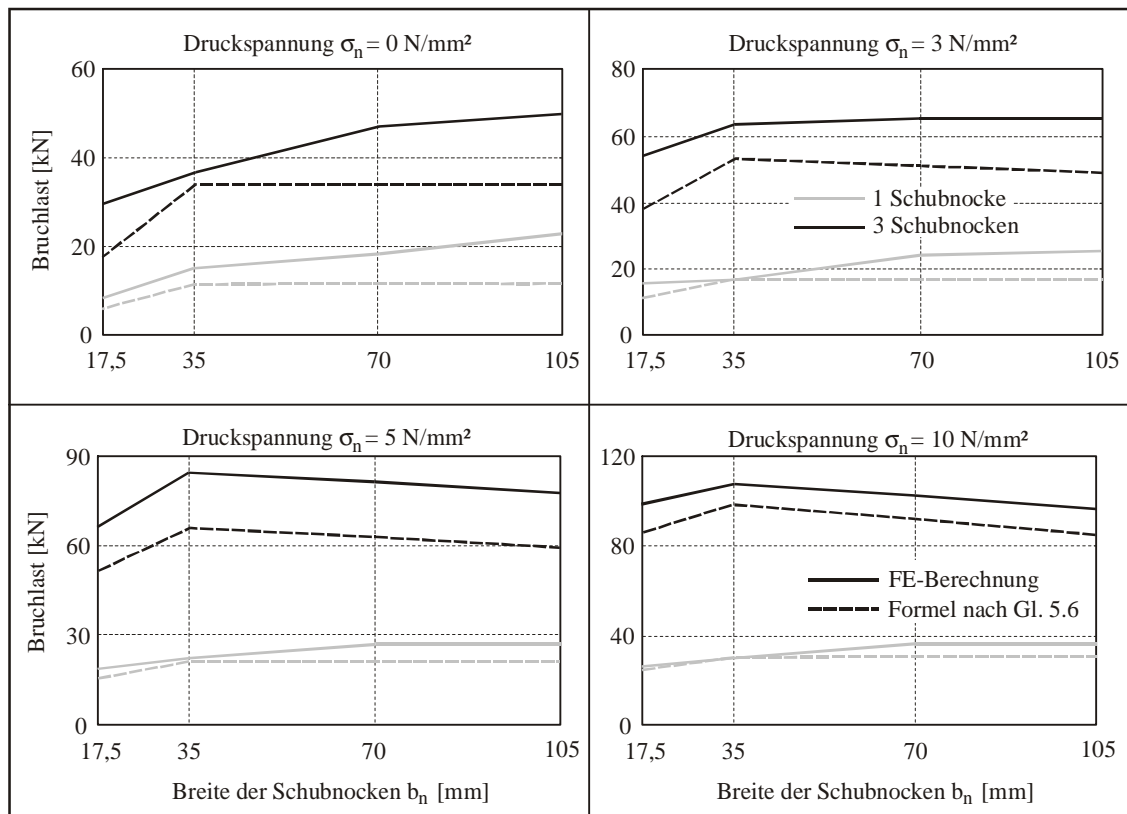 Druckspannung σn = 0 N/mm²
Bruchlast [kN]
60
40
20
0
17,5
35
70
105
Druckspannung σn = 3 N/mm²
80
60
40
20
0
1 Schubnocke
3 Schubnocken
17,5
35
70
105
Druckspannung σn = 5 N/mm²
Bruchlast [kN]
90
60
30
0
17,5
35
70
105
Breite der Schubnocken bn [mm]
Druckspannung σn = 10 N/mm²
120
80
40
0
FE-Berechnung
Formel nach Gl. 5.6
17,5
35
70
105
Breite der Schubnocken bn [mm]